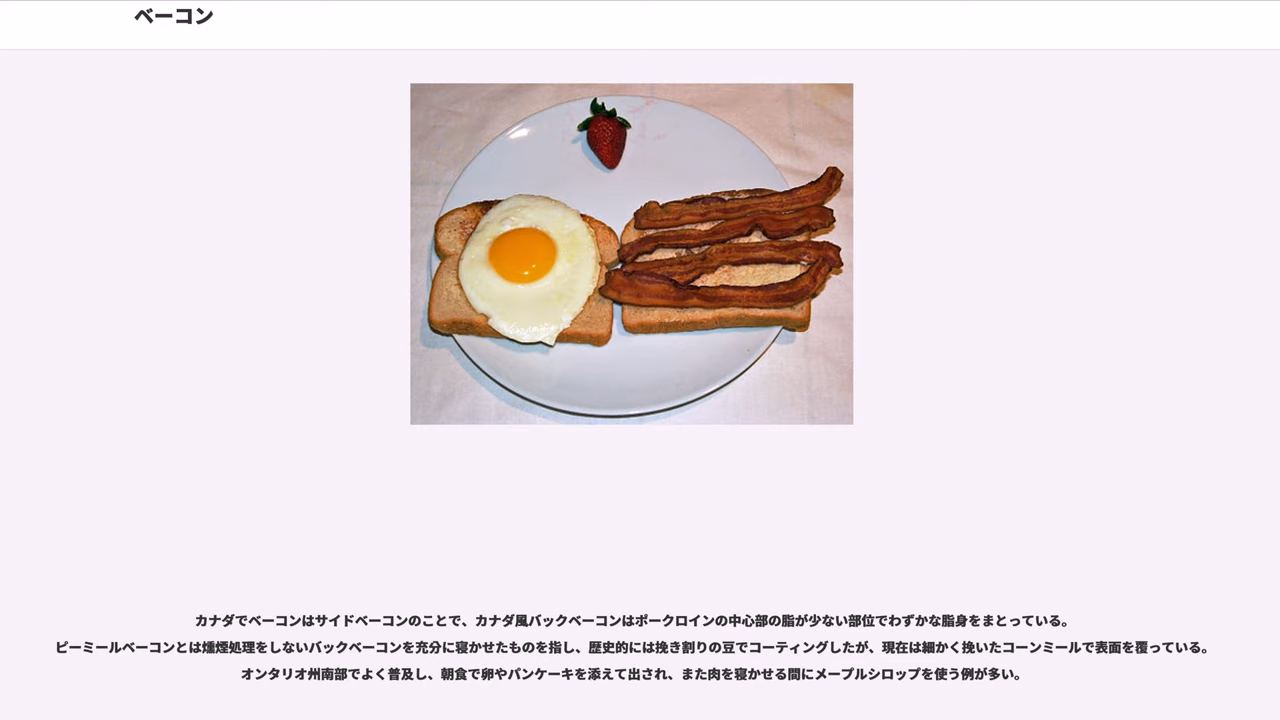 ベーコン
カナダでベーコンはサイドベーコンのことで、カナダ風バックベーコンはポークロインの中心部の脂が少ない部位でわずかな脂身をまとっている。
ピーミールベーコンとは燻煙処理をしないバックベーコンを充分に寝かせたものを指し、歴史的には挽き割りの豆でコーティングしたが、現在は細かく挽いたコーンミールで表面を覆っている。
オンタリオ州南部でよく普及し、朝食で卵やパンケーキを添えて出され、また肉を寝かせる間にメープルシロップを使う例が多い。